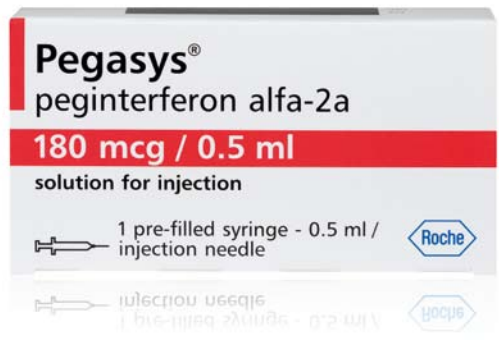 Pegasys®
peginterferon alfa-2a
180 mcg / 0.5 ml
solution for injection
1 pre-filled syringe - 0.5 ml /
injection needle
Roche